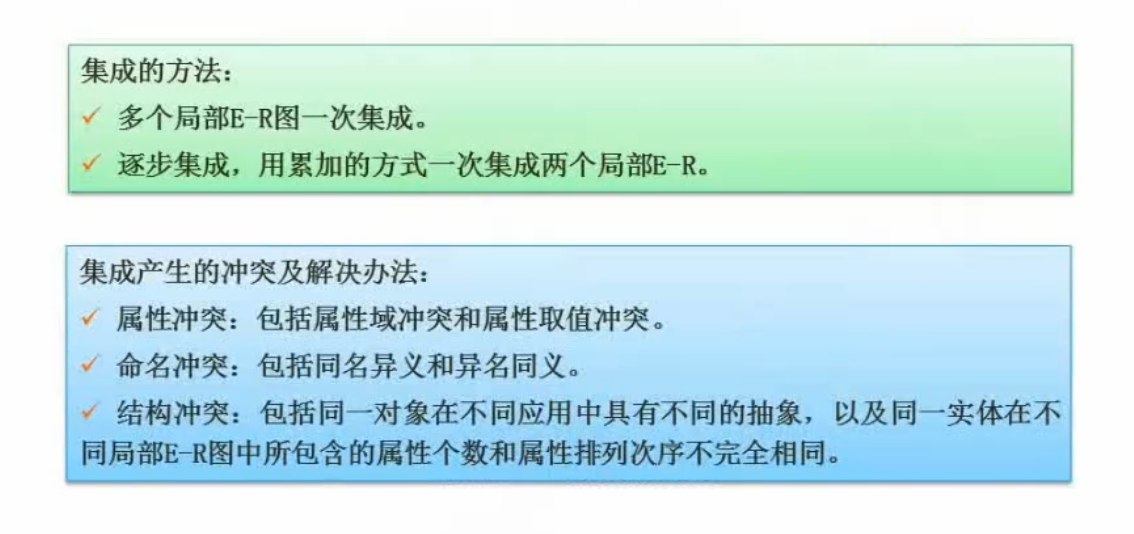 集成的方法：
✓ 多个局部E-R图一次集成。
✓ 逐步集成，用累加的方式一次集成两个局部E-R。
集成产生的冲突及解决办法：
✓ 属性冲突：包括属性域冲突和属性取值冲突。
✓ 命名冲突：包括同名异义和异名同义。
✓ 结构冲突：包括同一对象在不同应用中具有不同的抽象，以及同一实体在不
同局部E-R图中所包含的属性个数和属性排列次序不完全相同。